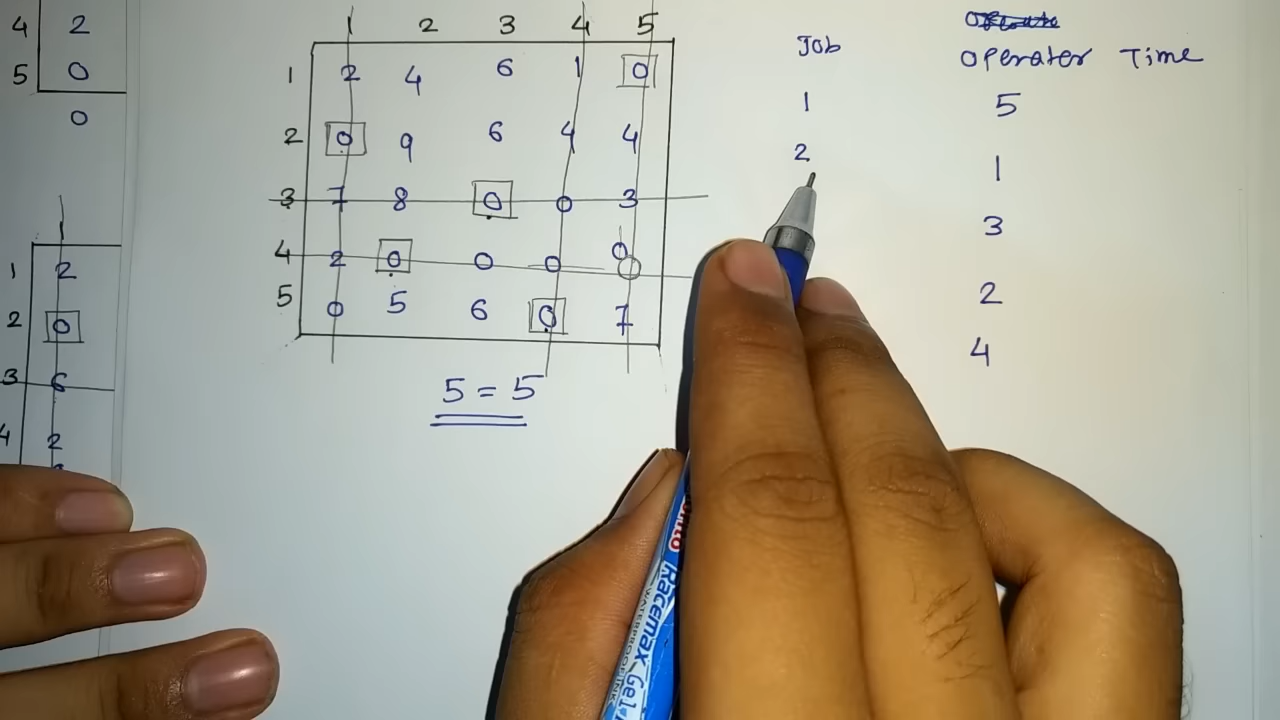 4 2
5 0
0
1
1 2
2 0
3 6
4 2
1 2 3 4 5
1 2 4 6 1 0
2 0 9 6 4 4
3 7 8 0 0 3
4 2 0 0 0 0
5 0 5 6 0 7
5 = 5
Job Operater Time
1 5
2 1
3
2
4
Racemax Gel
WATERPROOF INK